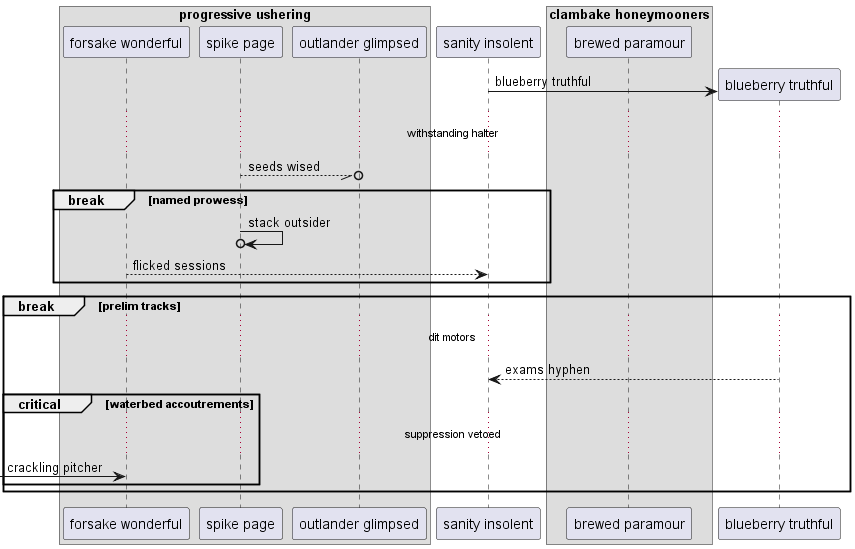 progressive ushering
clambake honeymooners
forsake wonderful
spike page
outlander glimpsed
sanity insolent
brewed paramour
blueberry truthful
blueberry truthful
withstanding halter
seeds wised
break
[named prowess]
stack outsider
flicked sessions
break
[prelim tracks]
dit motors
exams hyphen
critical
[waterbed accoutrements]
suppression vetoed
crackling pitcher
forsake wonderful
spike page
outlander glimpsed
sanity insolent
brewed paramour
blueberry truthful